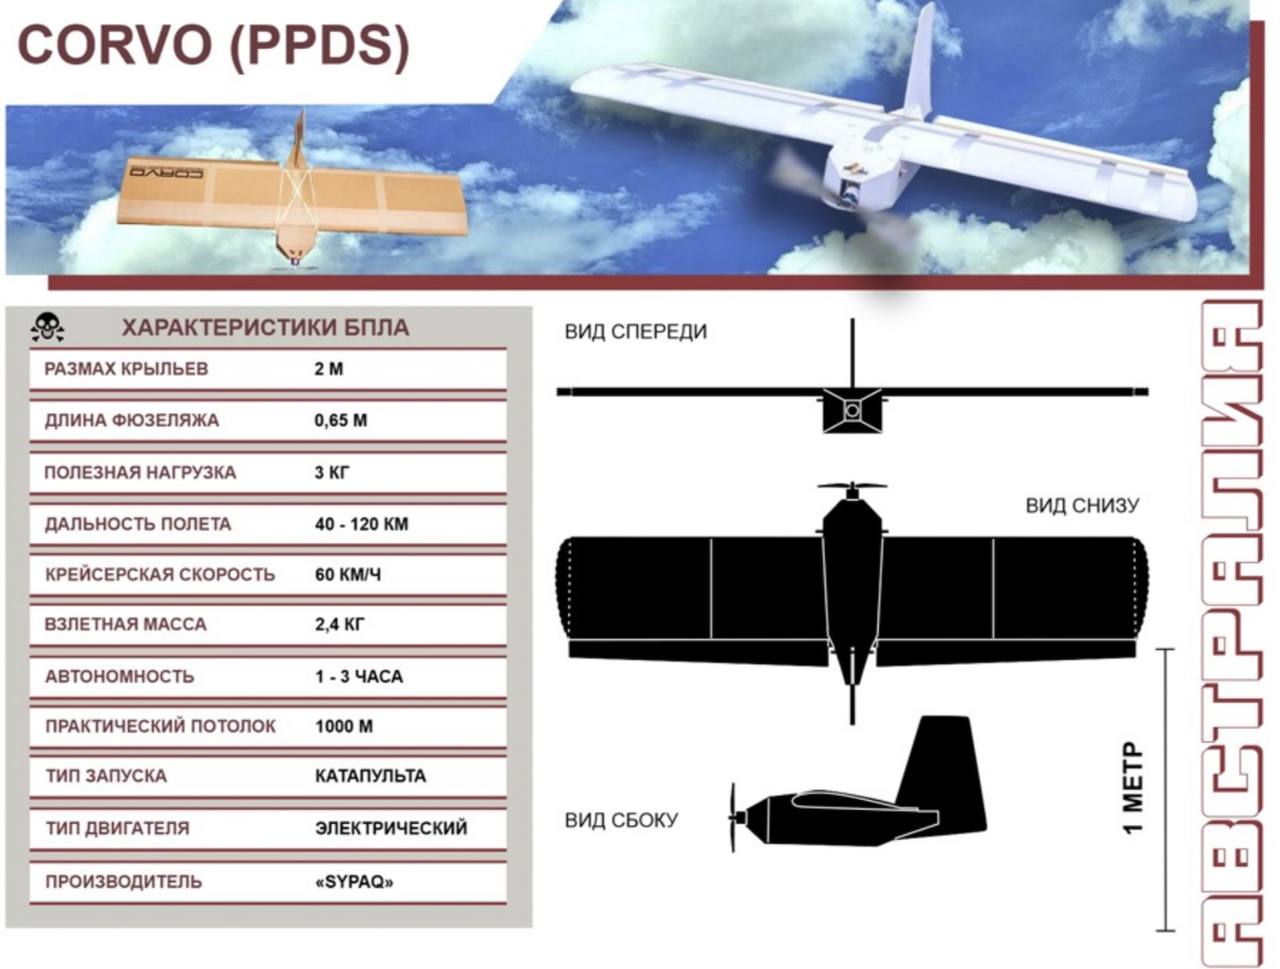 CORVO (PPDS)
CORVO
ХАРАКТЕРИСТИКИ БПЛА
РАЗМАХ КРЫЛЬЕВ 2 М
ДЛИНА ФЮЗЕЛЯЖА 0,65 М
ПОЛЕЗНАЯ НАГРУЗКА 3 КГ
ДАЛЬНОСТЬ ПОЛЕТА 40 - 120 КМ
КРЕЙСЕРСКАЯ СКОРОСТЬ 60 КМ/Ч
ВЗЛЕТНАЯ МАССА 2,4 КГ
АВТОНОМНОСТЬ 1 - 3 ЧАСА
ПРАКТИЧЕСКИЙ ПОТОЛОК 1000 М
ТИП ЗАПУСКА КАТАПУЛЬТА
ТИП ДВИГАТЕЛЯ ЭЛЕКТРИЧЕСКИЙ
ПРОИЗВОДИТЕЛЬ «SYPAQ»
ВИД СПЕРЕДИ
ВИД СНИЗУ
ВИД СБОКУ
1 МЕТР
АВСТРАЛИЯ